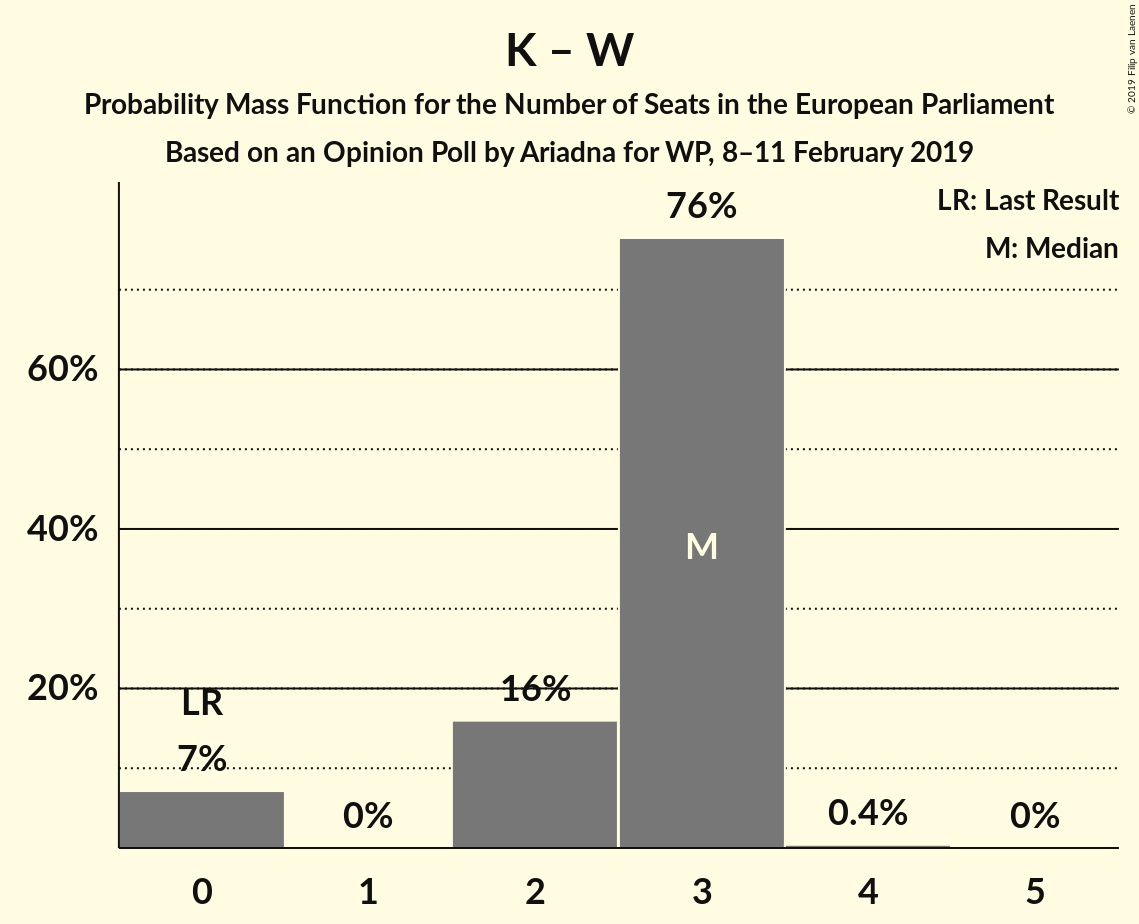 K – W
Probability Mass Function for the Number of Seats in the European Parliament
Based on an Opinion Poll by Ariadna for WP, 8–11 February 2019
© 2019 Filip van Laenen
LR: Last Result
M: Median
76%
60%
40%
20%
M
LR
7%
0%
16%
0.4%
0%
0 1 2 3 4 5